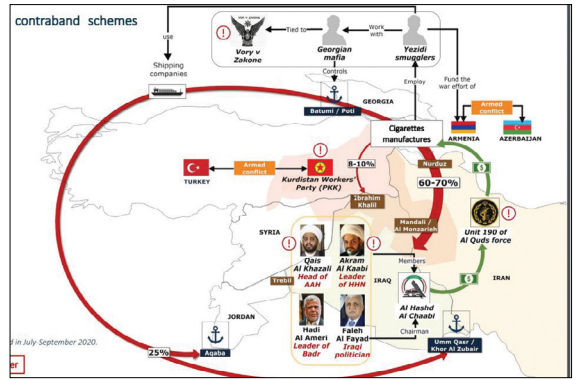 contraband schemes
use
Shipping
companies
Vory v
Zakone
Tied to
Georgian
mafia
Work
with
Yezidi
smugglers
Controls
Batumi / Poti
GEORGIA
Employ
Fund the
war effort of
Armed
conflict
ARMENIA
AZERBAIJAN
Cigarettes
manufactures
TURKEY
Armed
conflict
Kurdistan Workers'
Party (PKK)
8-10%
Nurduz
60-70%
Ibrahim
Khalil
Mandali /
Al Monzarieh
Unit 190 of
Al Quds force
SYRIA
Qais
Al Khazali
Head of
AAH
Akram
Al Kaabi
Leader
of HHN
Trebil
IRAQ
Members
Al Hashd
Al Chaabi
IRAN
Hadi
Al Ameri
Leader of
Badr
Faleh
Al Fayad
Iraqi
politician
Chairman
JORDAN
Umm Qasr /
Khor Al Zubair
d in July September 2020.
25%
Aqaba
er